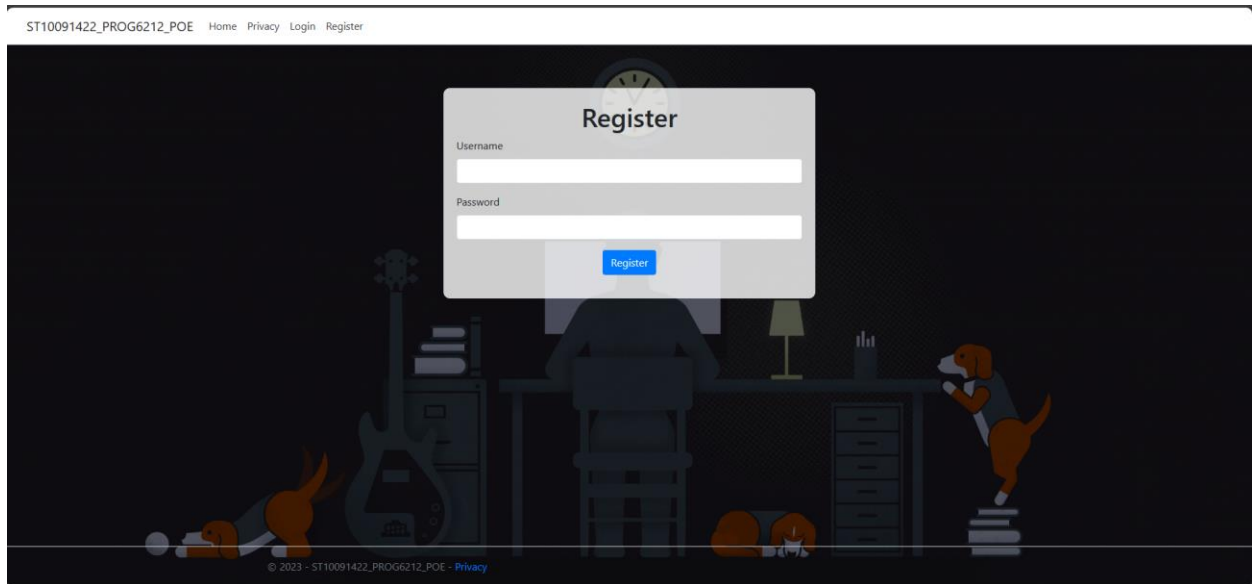 ST10091422_PROG6212_POE Home Privacy Login Register
Register
Username
Password
Register
© 2023 - ST10091422_PROG6212_POE - Privacy